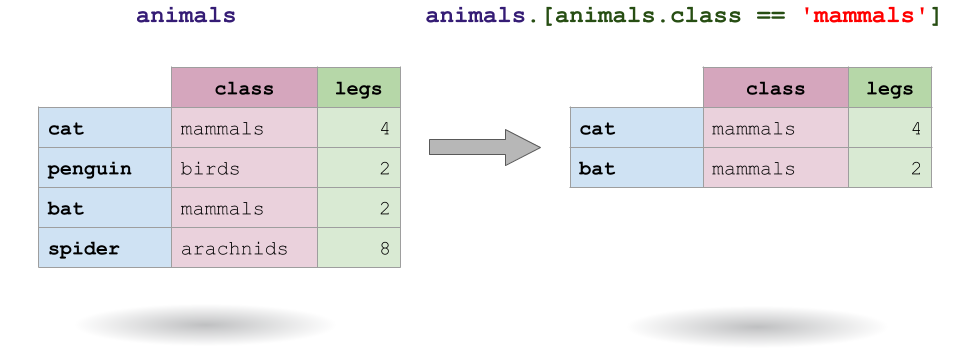 animals
animals.[animals.class == 'mammals']
class legs
cat mammals 4
penguin birds 2
bat mammals 2
spider arachnids 8
class legs
cat mammals 4
bat mammals 2